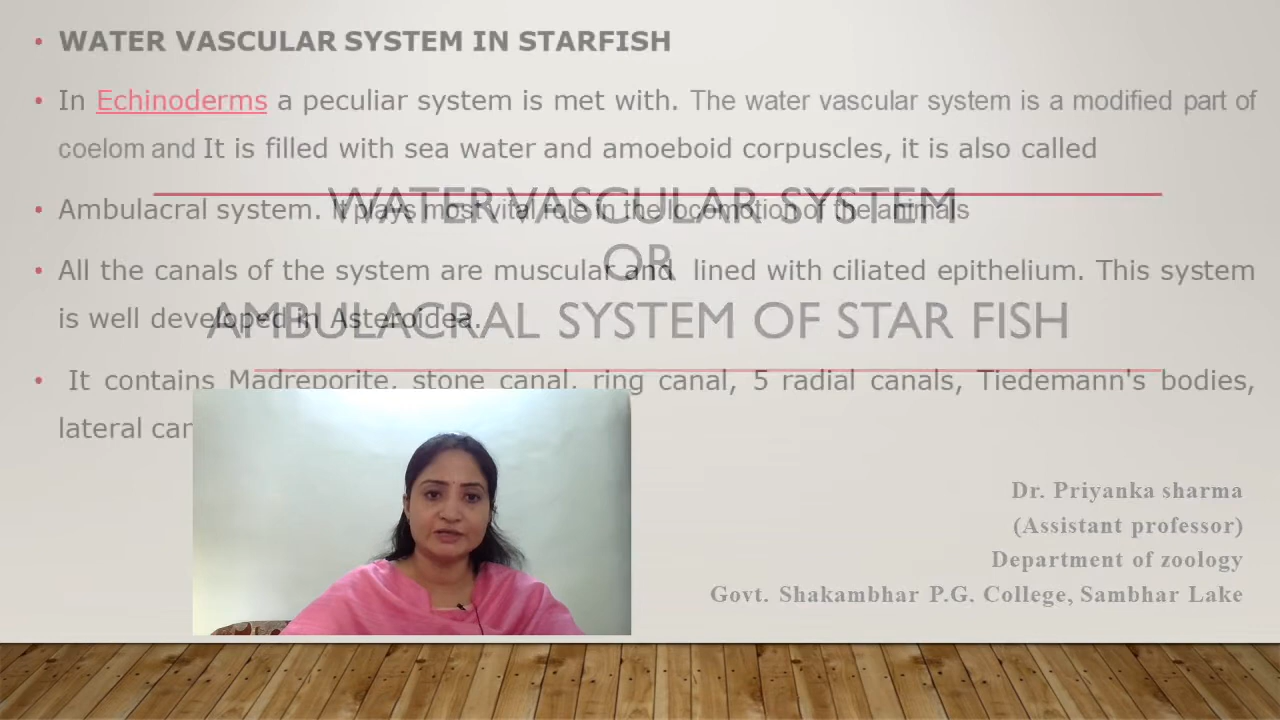 WATER VASCULAR SYSTEM IN STARFISH
In Echinoderms a peculiar system is met with. The water vascular system is a modified part of
coelom and It is filled with sea water and amoeboid corpuscles, it is also called
Ambulacral system. It plays most vital role in the locomotion of the animals
All the canals of the system are muscular and lined with ciliated epithelium. This system
is well developed in Asteroidea.
It contains Madreporite, stone canal, ring canal, 5 radial canals, Tiedemann's bodies,
lateral
WATER VASCULAR SYSTEM
OR
AMBULACRAL SYSTEM OF STAR FISH
Dr. Priyanka sharma
(Assistant professor)
Department of zoology
Govt. Shakambhar P.G. College, Sambhar Lake